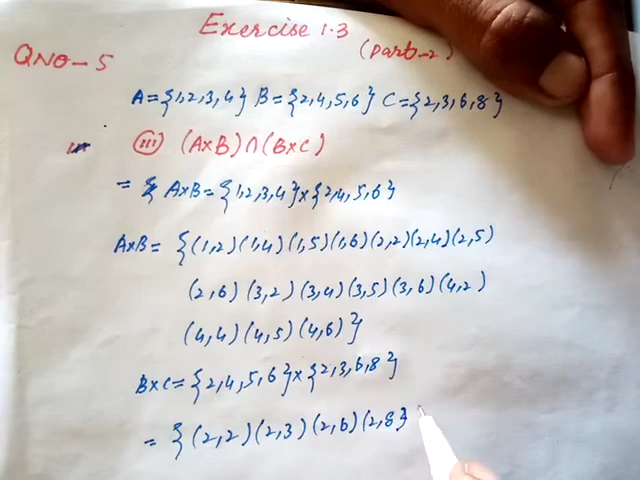 Exercise 1.3
(Part-2)
QNO-5
A={1,2,3,4} B={2,4,5,6} C={2,3,6,8}
(iii) (A×B)∩(B×C)
= A×B={1,2,3,4}×{2,4,5,6}
A×B= {(1,2)(1,4)(1,5)(1,6)(2,2)(2,4)(2,5)
(2,6)(3,2)(3,4)(3,5)(3,6)(4,2)
(4,4)(4,5)(4,6)}
B×C={2,4,5,6}×{2,3,6,8}
= {(2,2)(2,3)(2,6)(2,8}